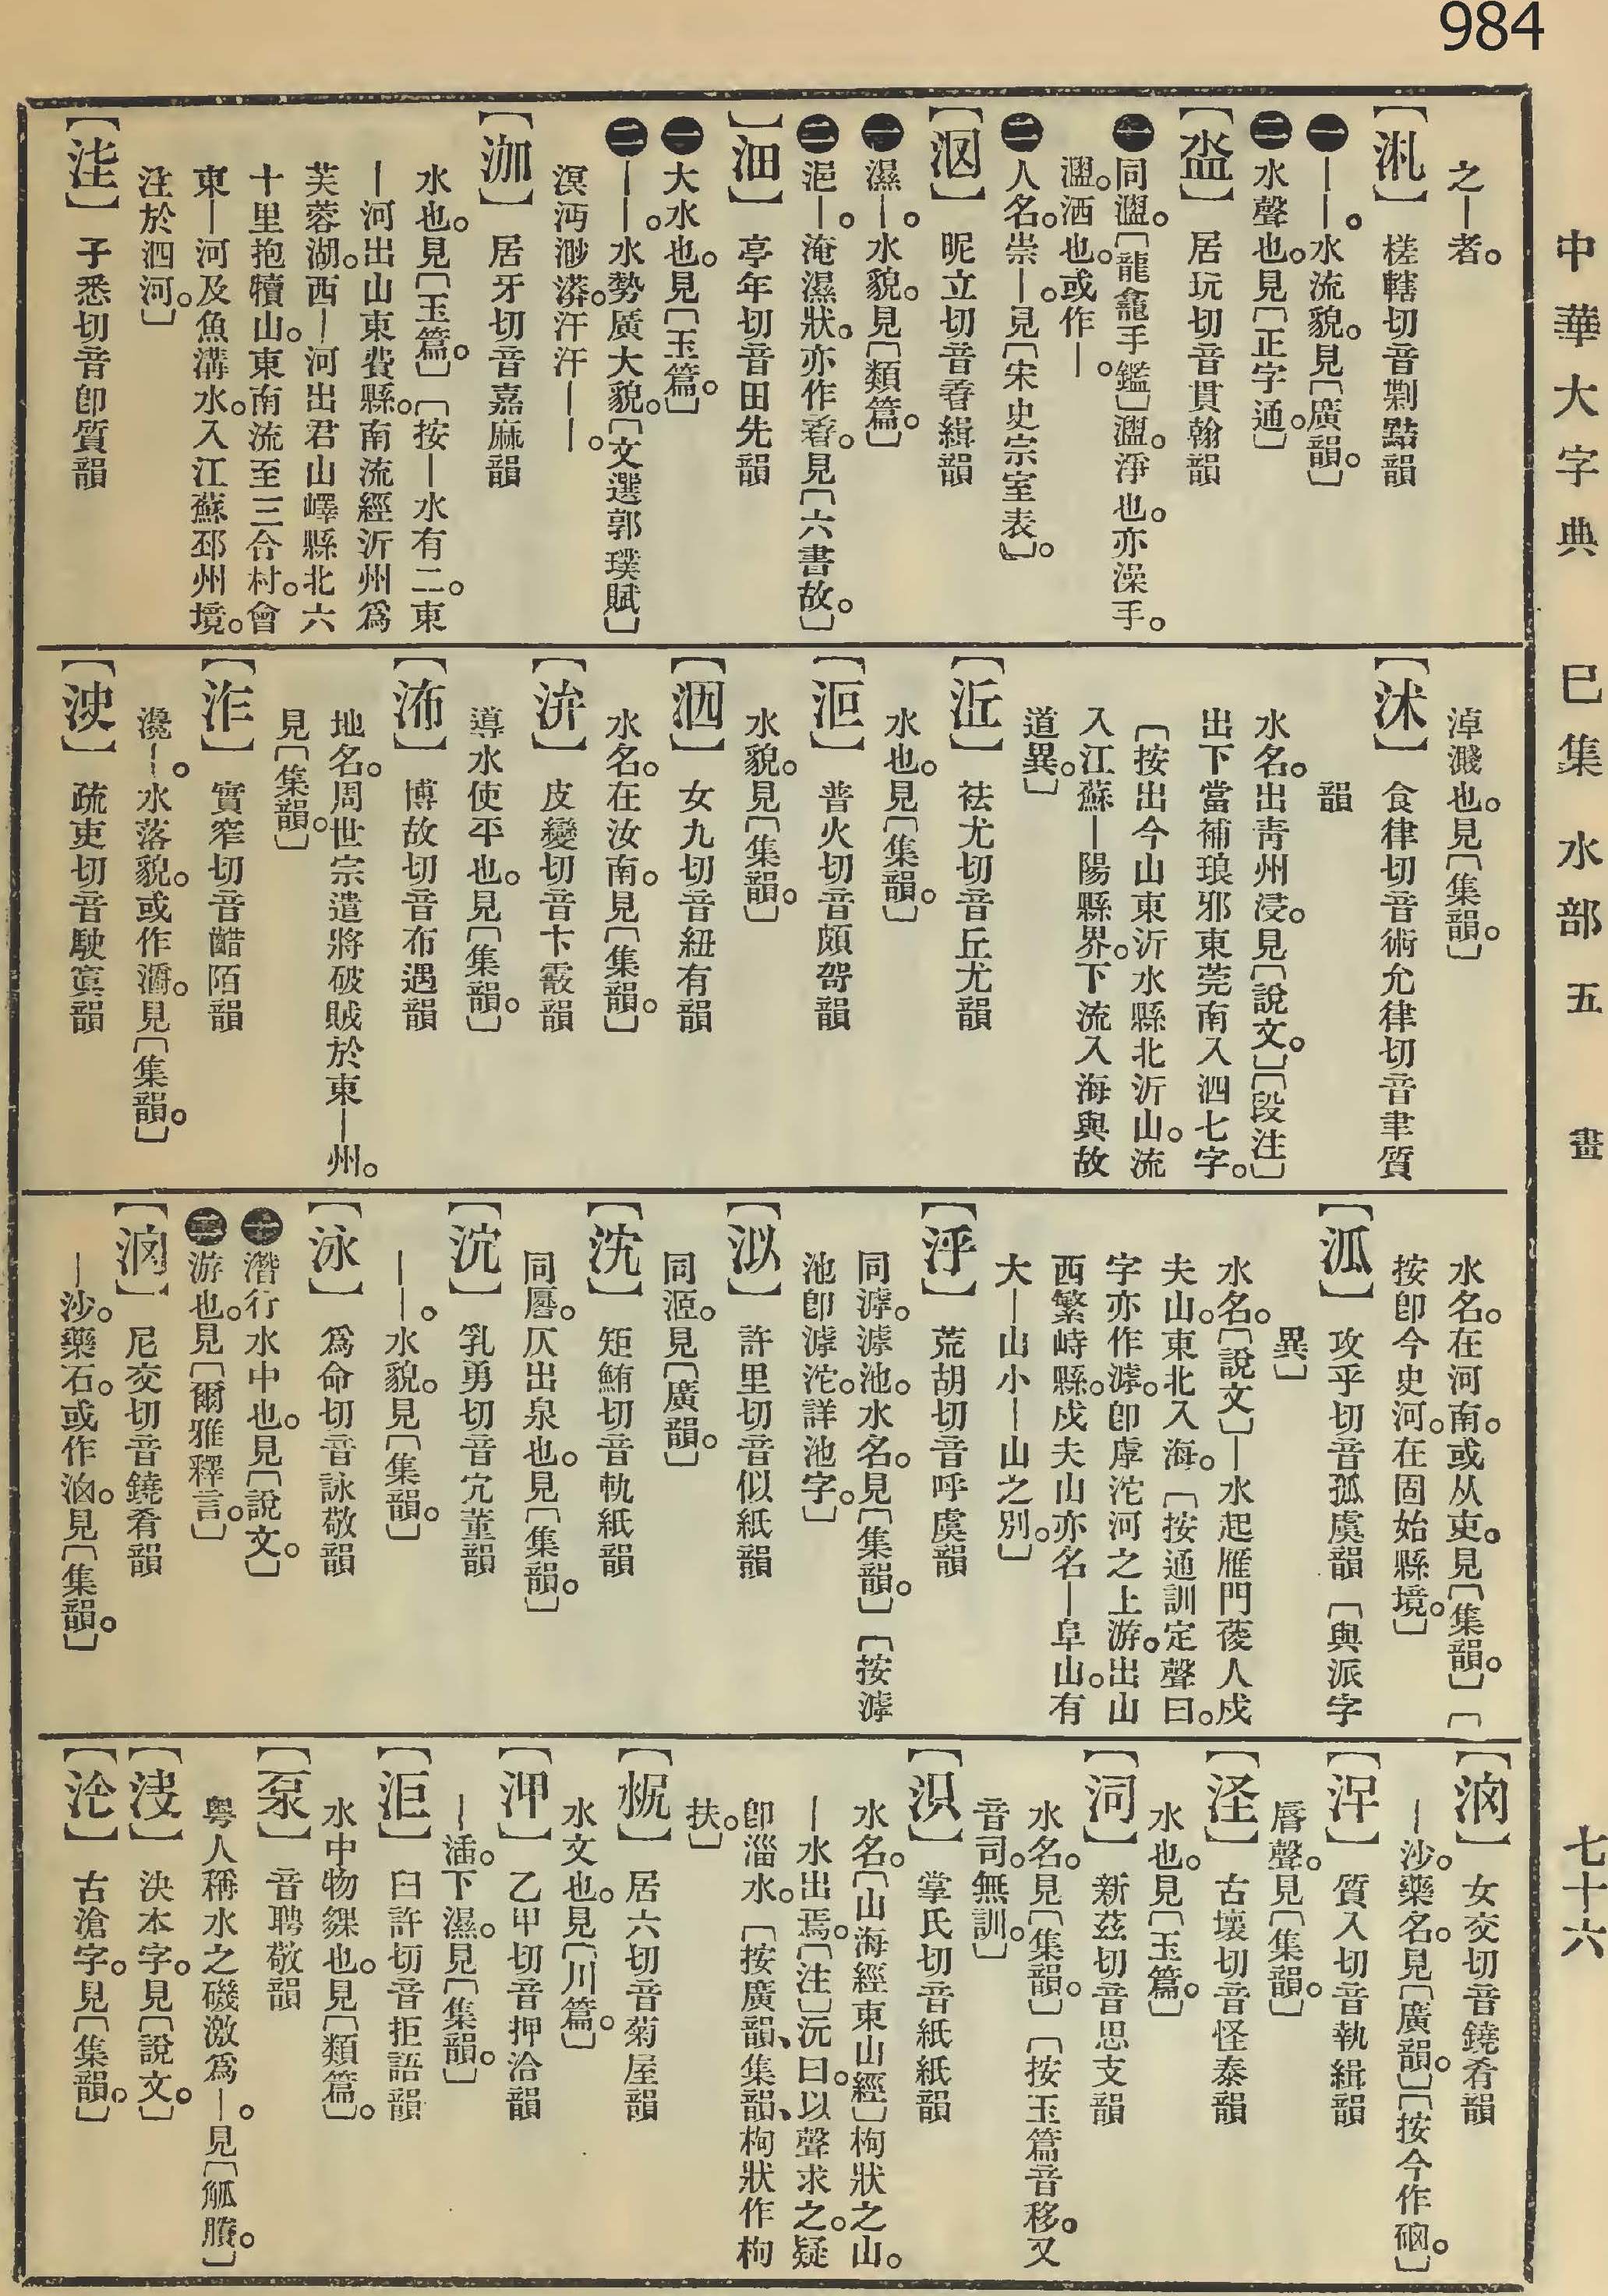 984
中華大字典 巳集 水部 五畫 七十六
之—者。
【汃】 槎轄切音剿黠韻
㊀——。水流貌。見〔廣韻。〕
㊁水聲也。見〔正字通。〕
【盁】 居玩切音貫翰韻
㊀同盥。〔龍龕手鑑〕盥。淨也。亦澡手。
盥。洒也。或作—。
㊁人名。崇—。見〔宋史宗室表〕。
【㳏】 昵立切音㬜緝韻
㊀濕—。水貌。見〔類篇。〕
㊁浥—。淹濕狀。亦作㬜。見〔六書故。〕
【沺】 亭年切音田先韻
㊀大水也。見〔玉篇。〕
㊁——。水勢廣大貌。〔文選郭璞賦〕
溟沔渺漭。汗汗——。
【泇】 居牙切音嘉麻韻
水也。見〔玉篇。〕〔按—水有二。東
—河出山東費縣。南流經沂州爲
芙蓉湖。西—河出君山嶧縣北六
十里抱犢山。東南流至三合村。會
東—河及魚溝水。入江蘇邳州境。
注於泗河。〕
【泩】 子悉切音卽質韻
淖濺也。見〔集韻。〕
【沭】 食律切音術允律切音聿質
韻
水名。出靑州浸。見〔說文。〕〔段注〕
出下當補琅邪東莞南入泗七字。
〔按出今山東沂水縣北沂山。流
入江蘇—陽縣界。下流入海與故
道異。〕
【泟】 祛尤切音丘尤韻
水也。見〔集韻。〕
【洰】 普火切音頗哿韻
水貌。見〔集韻。〕
【泗】 女九切音紐有韻
水名。在汝南。見〔集韻。〕
【汳】 皮變切音卞霰韻
導水使平也。見〔集韻。〕
【㳍】 博故切音布遇韻
地名。周世宗遣將破賊於東—州。
見〔集韻。〕
【泎】 實窄切音齰陌韻
瀺—。水落貌。或作㴙。見〔集韻。〕
【泱】 疏吏切音駛寘韻
水名。在河南。或从吏。見〔集韻。〕〔
按卽今史河。在固始縣境。〕
【泒】 攻乎切音孤虞韻 〔與派字
異〕
水名。〔說文〕—水起雁門葰人戍
夫山。東北入海。〔按通訓定聲曰。
字亦作滹。卽虖沱河之上游。出山
西繁峙縣。戍夫山亦名—阜山。有
大—山小—山之別。〕
【泘】 荒胡切音呼虞韻
同滹。滹池。水名。見〔集韻。〕〔按滹
池卽滹沱。詳池字。〕
【㳚】 許里切音似紙韻
同洍。見〔廣韻。〕
【氿】 矩鮪切音軌紙韻
同厬。仄出泉也。見〔集韻。〕
【沉】 乳勇切音宂董韻
——。水貌。見〔集韻。〕
【泳】 爲命切音詠敬韻
㊀潛行水中也。見〔說文。〕
㊁游也。見〔爾雅釋言。〕
【㳶】 尼交切音鐃肴韻
—沙。藥石。或作㴪。見〔集韻。〕
【㳶】 女交切音鐃肴韻
—沙。藥名。見〔廣韻。〕〔按今作硇。〕
【㳯】 質入切音執緝韻
脣聲。見〔集韻。〕
【泾】 古壞切音怪泰韻
水也。見〔玉篇。〕
【泀】 新茲切音思支韻
水名。見〔集韻。〕〔按玉篇音移。又
音司。無訓。〕
【㳵】 掌氏切音紙紙韻
水名。〔山海經東山經〕枸狀之山。
—水出焉。〔注〕沅曰。以聲求之。疑
卽淄水。〔按廣韻、集韻、枸狀作枸
扶。〕
【㳮】 居六切音菊屋韻
水文也。見〔川篇。〕
【泙】 乙甲切音押洽韻
—㴙。下濕。見〔集韻。〕
【洰】 臼許切音拒語韻
水中物䊓也。見〔類篇〕。
【泵】 音聘敬韻
粵人稱水之磯激爲—。見〔觚賸。〕
【㳙】 決本字。見〔說文。〕
【沦】 古滄字。見〔集韻。〕